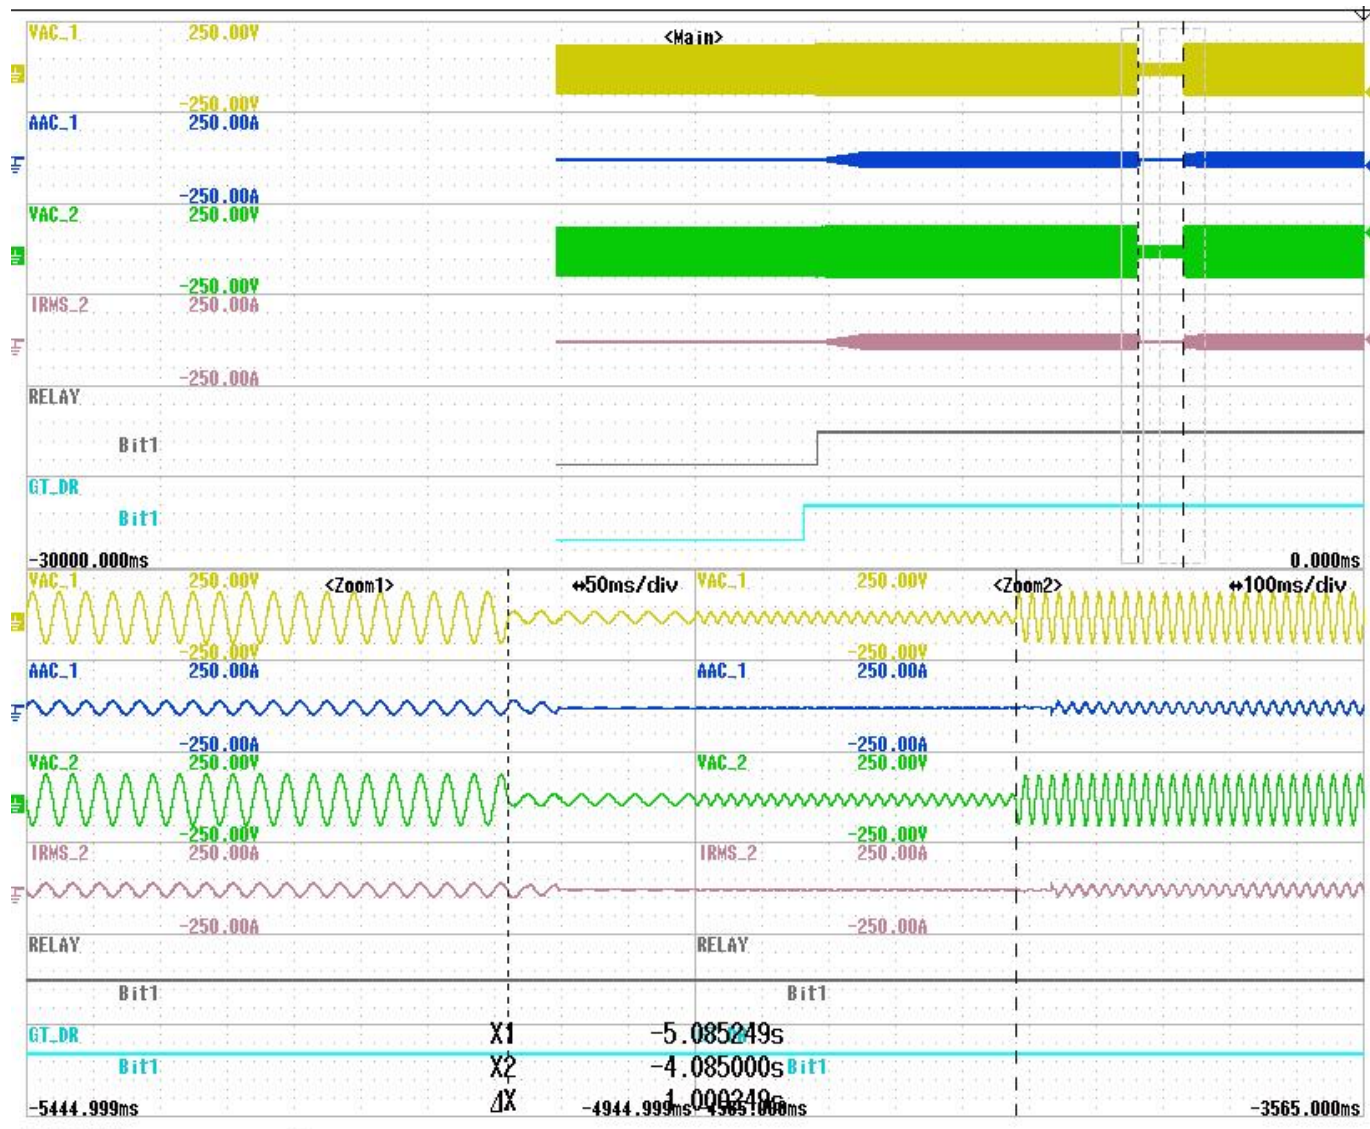 VAC_1 250.00V <Main>
-250.00V
AAC_1 250.00A
-250.00A
VAC_2 250.00V
-250.00V
IRMS_2 250.00A
-250.00A
RELAY
Bit1
GT_DR
Bit1
-30000.000ms 0.000ms
VAC_1 250.00V <Zoom1> ↔50ms/div VAC_1 250.00V <Zoom2> ↔100ms/div
-250.00V -250.00V
AAC_1 250.00A AAC_1 250.00A
-250.00A -250.00A
VAC_2 250.00V VAC_2 250.00V
-250.00V -250.00V
IRMS_2 250.00A IRMS_2 250.00A
-250.00A -250.00A
RELAY RELAY
Bit1 Bit1
GT_DR X1 -5.085249s
Bit1 X2 -4.085000s Bit1
ΔX 1.000249s
-5444.999ms -4944.999ms -4565.000ms -3565.000ms